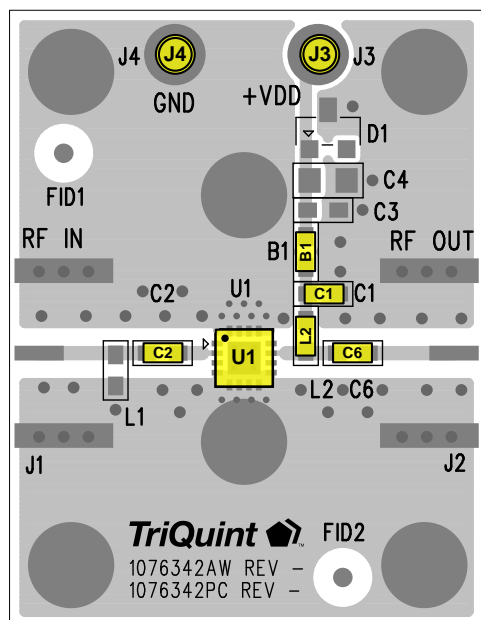 J4 J4 J3 J3
GND +VDD
D1
FID1 C4
C3
RF IN B1 B1 RF OUT
C2 U1 C1 C1
L2
C2 U1 C6
L1 L2 C6
J1 J2
TriQuint™ FID2
1076342AW REV -
1076342PC REV -